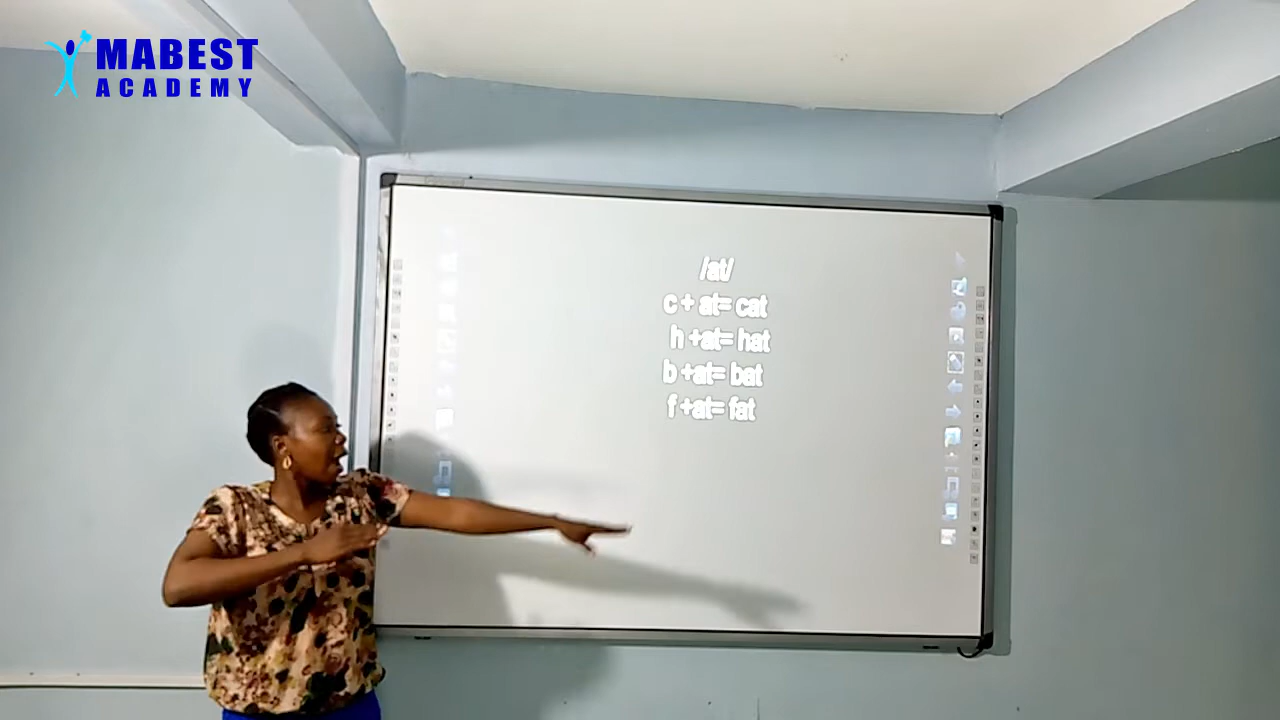 MABEST
ACADEMY
/at/
c + at= cat
h +at= hat
b +at= bat
f +at= fat